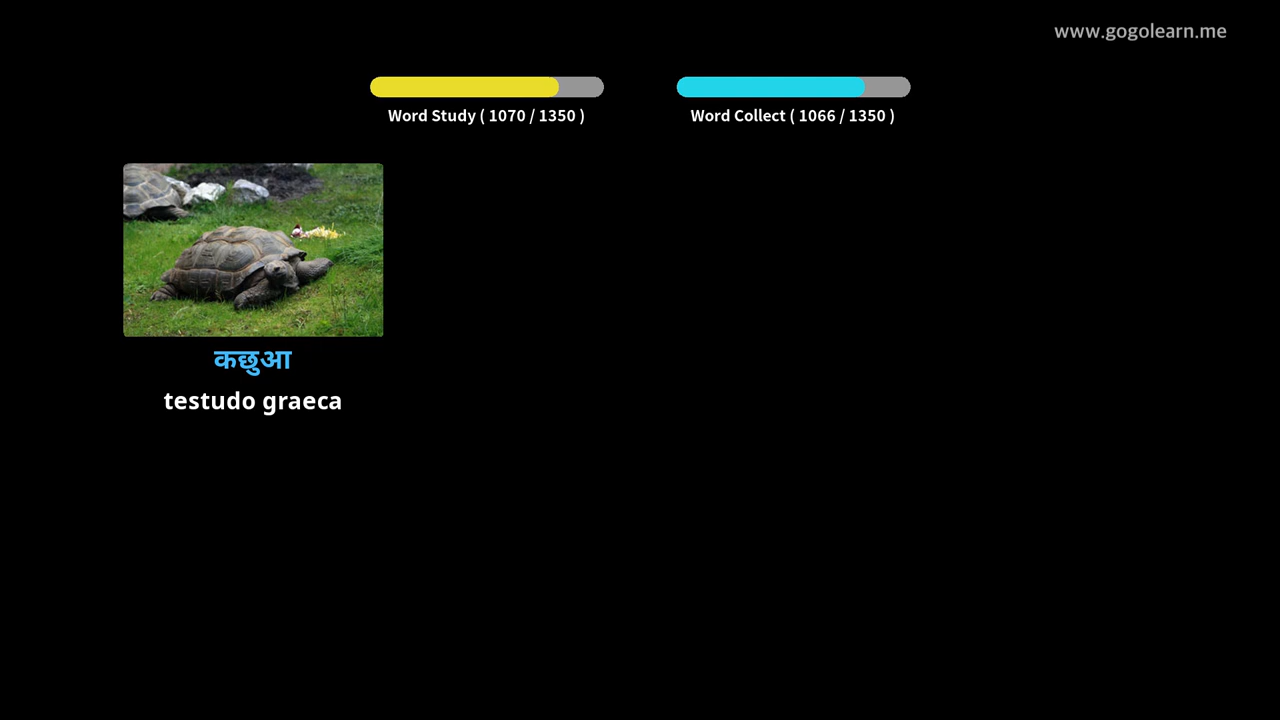 www.gogolearn.me
Word Study ( 1070 / 1350 )
Word Collect ( 1066 / 1350 )
कछुआ
testudo graeca